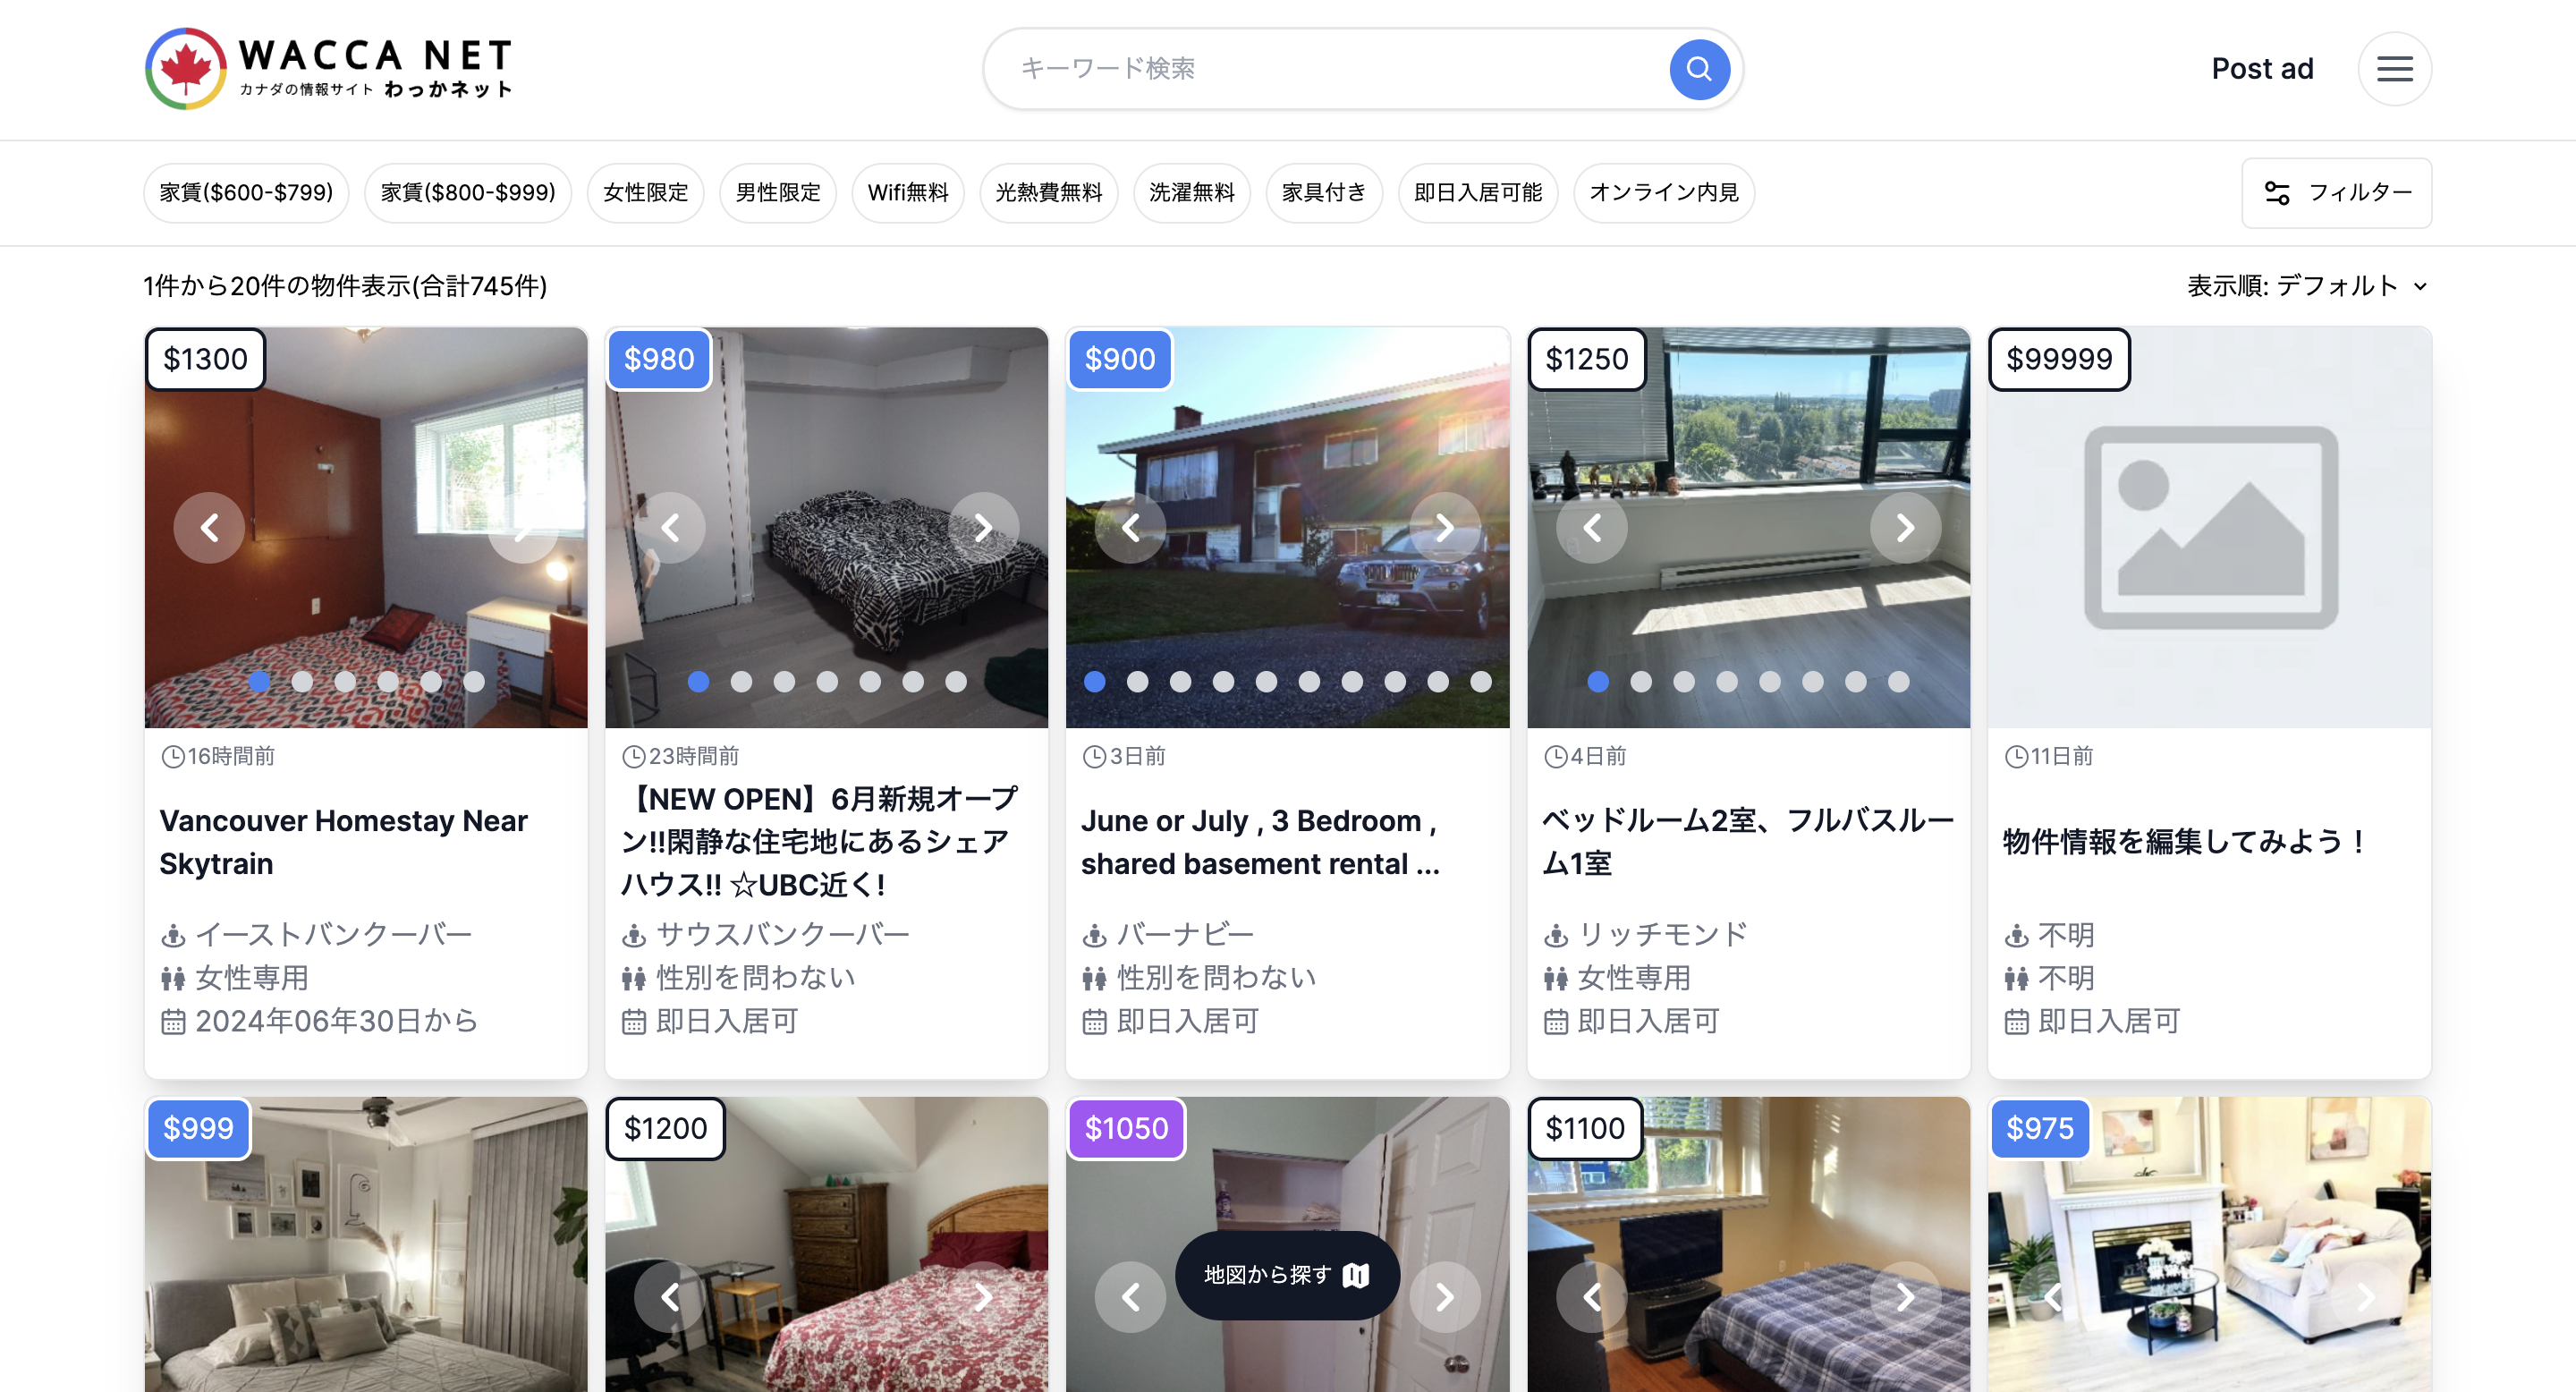 WACCA NET
カナダの情報サイト わっかネット
キーワード検索
Post ad
家賃($600-$799)
家賃($800-$999)
女性限定
男性限定
Wifi無料
光熱費無料
洗濯無料
家具付き
即日入居可能
オンライン内見
フィルター
1件から20件の物件表示(合計745件)
表示順: デフォルト
$1300
16時間前
Vancouver Homestay Near
Skytrain
イーストバンクーバー
女性専用
2024年06年30日から
$980
23時間前
【NEW OPEN】6月新規オープ
ン!!閑静な住宅地にあるシェア
ハウス!! ☆UBC近く!
サウスバンクーバー
性別を問わない
即日入居可
$900
3日前
June or July , 3 Bedroom ,
shared basement rental ...
バーナビー
性別を問わない
即日入居可
$1250
4日前
ベッドルーム2室、フルバスルー
ム1室
リッチモンド
女性専用
即日入居可
$99999
11日前
物件情報を編集してみよう！
不明
不明
即日入居可
$999
$1200
$1050
$1100
$975
地図から探す